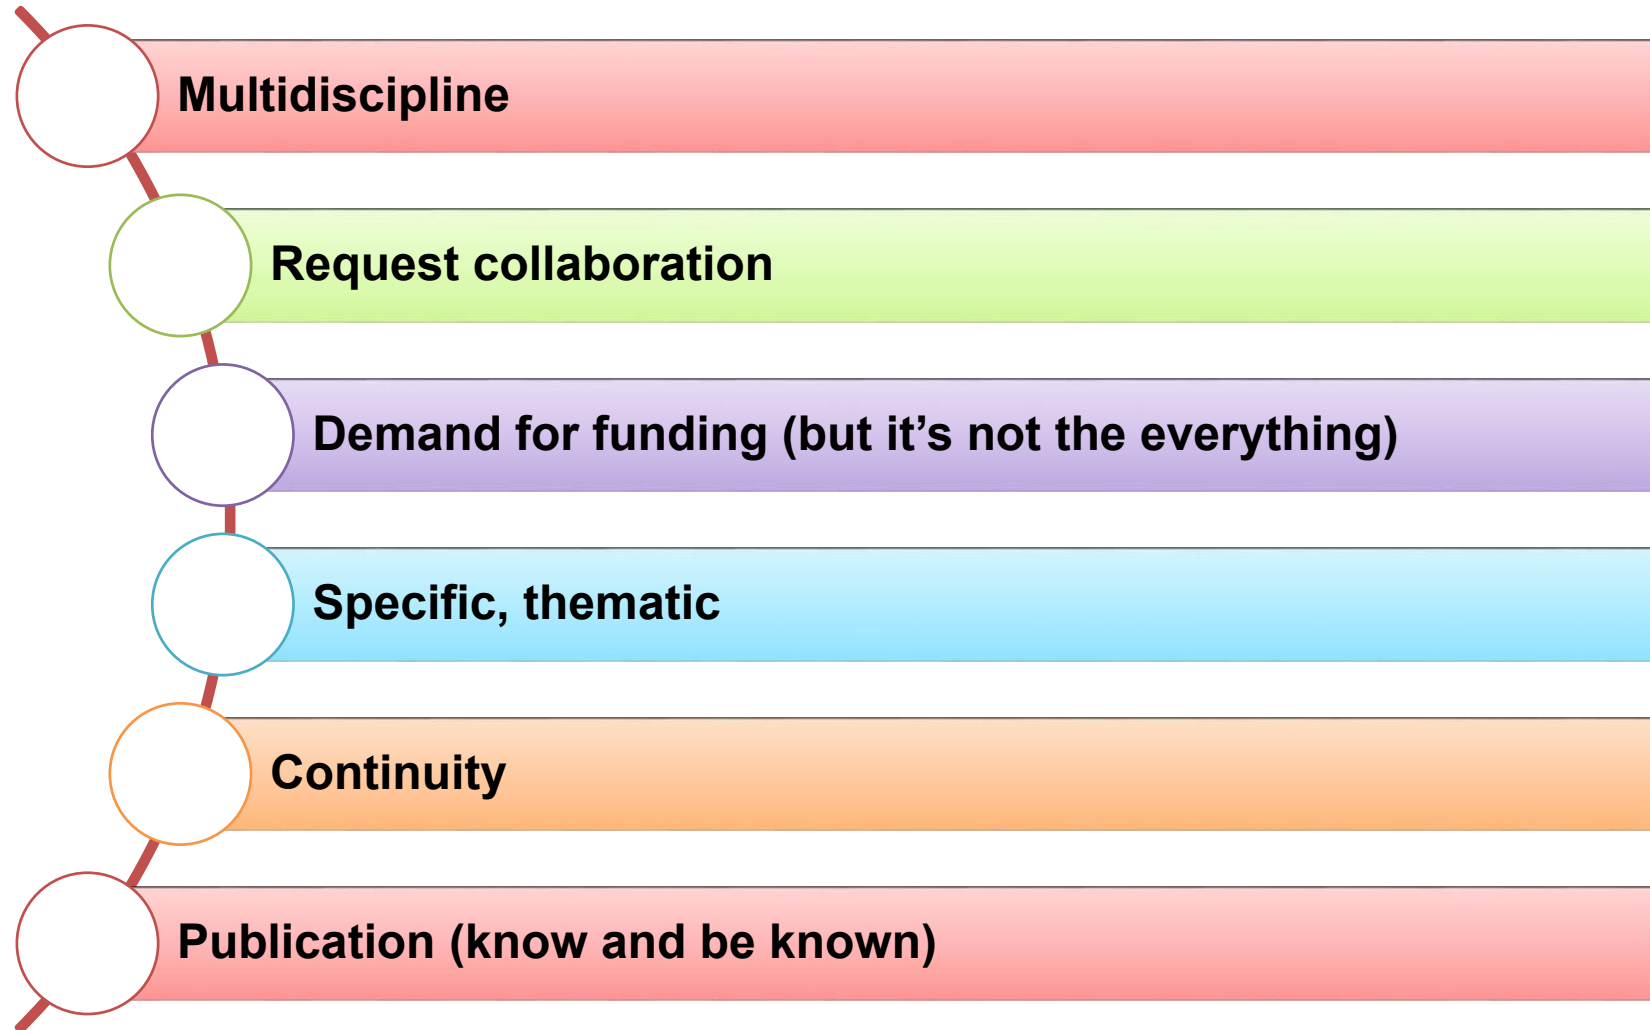 Multidiscipline
Request collaboration
Demand for funding (but it’s not the everything)
Specific, thematic
Continuity
Publication (know and be known)